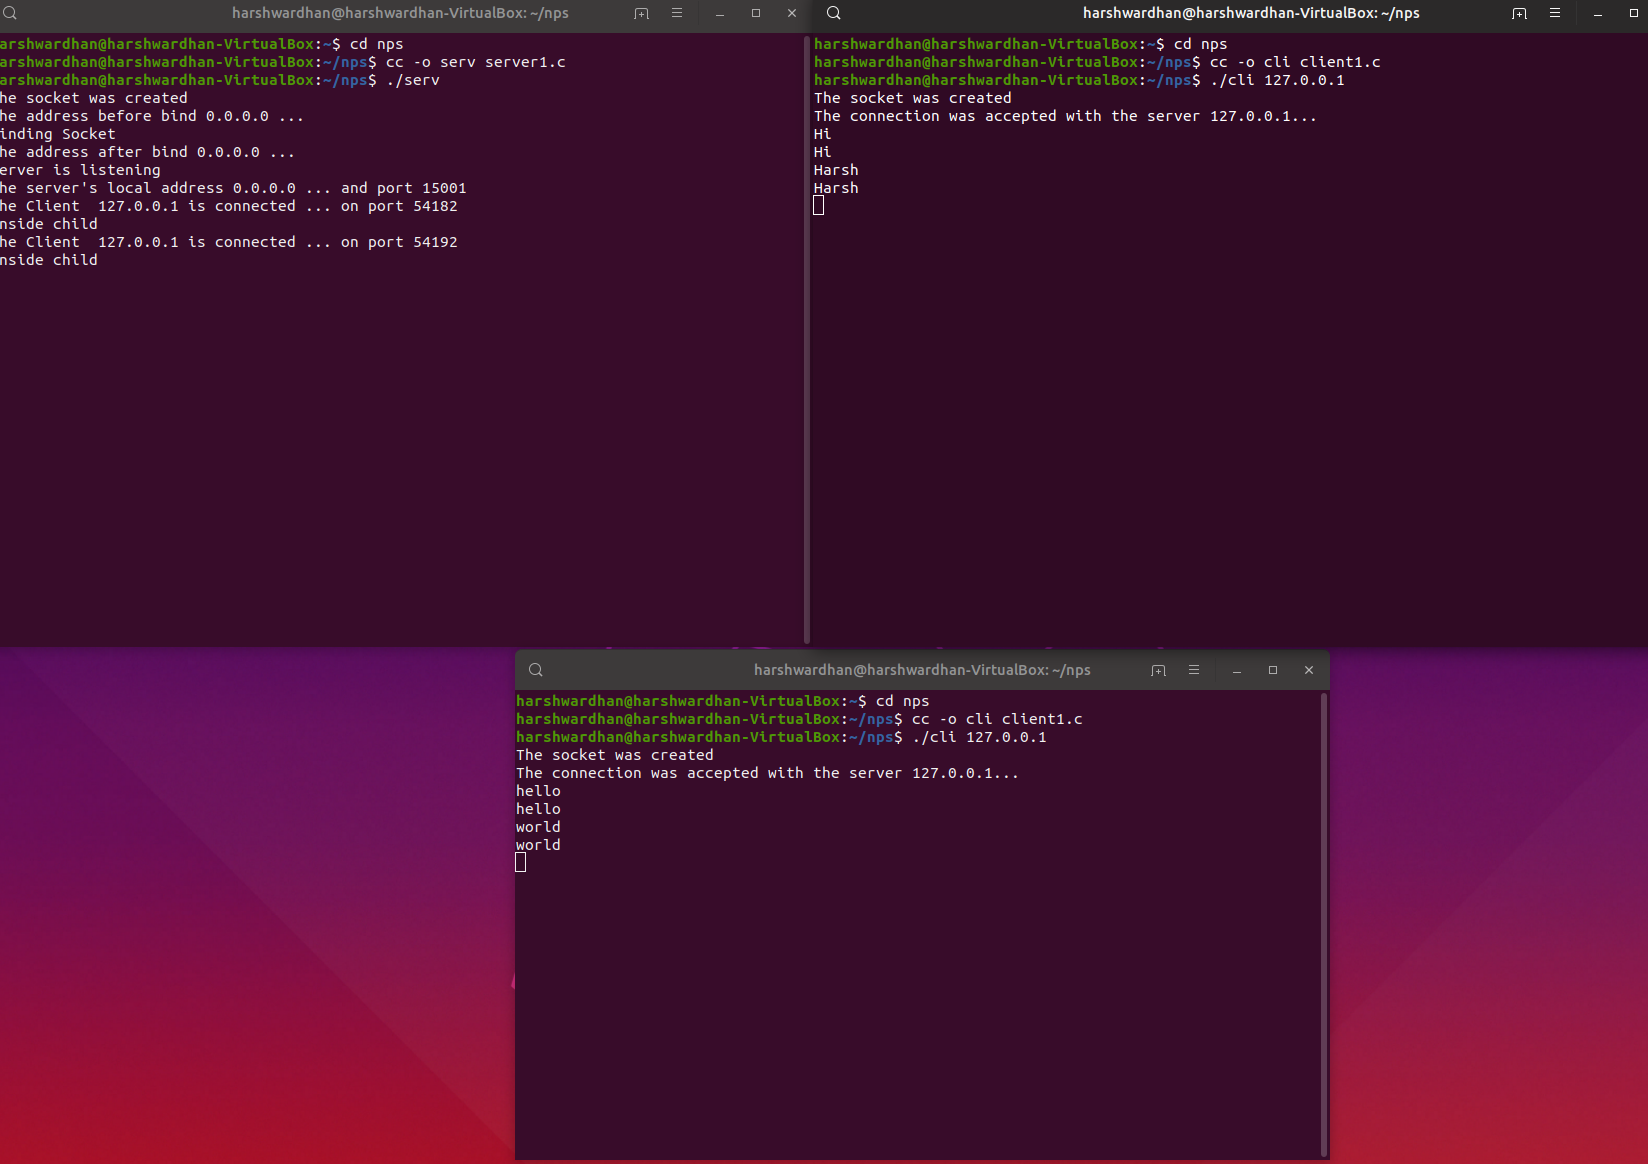 harshwardhan@harshwardhan-VirtualBox: ~/nps
arshwardhan@harshwardhan-VirtualBox:~$ cd nps
arshwardhan@harshwardhan-VirtualBox:~/nps$ cc -o serv server1.c
arshwardhan@harshwardhan-VirtualBox:~/nps$ ./serv
he socket was created
he address before bind 0.0.0.0 ...
inding Socket
he address after bind 0.0.0.0 ...
erver is listening
he server's local address 0.0.0.0 ... and port 15001
he Client  127.0.0.1 is connected ... on port 54182
nside child
he Client  127.0.0.1 is connected ... on port 54192
nside child
harshwardhan@harshwardhan-VirtualBox: ~/nps
harshwardhan@harshwardhan-VirtualBox:~$ cd nps
harshwardhan@harshwardhan-VirtualBox:~/nps$ cc -o cli client1.c
harshwardhan@harshwardhan-VirtualBox:~/nps$ ./cli 127.0.0.1
The socket was created
The connection was accepted with the server 127.0.0.1...
Hi
Hi
Harsh
Harsh
harshwardhan@harshwardhan-VirtualBox: ~/nps
harshwardhan@harshwardhan-VirtualBox:~$ cd nps
harshwardhan@harshwardhan-VirtualBox:~/nps$ cc -o cli client1.c
harshwardhan@harshwardhan-VirtualBox:~/nps$ ./cli 127.0.0.1
The socket was created
The connection was accepted with the server 127.0.0.1...
hello
hello
world
world